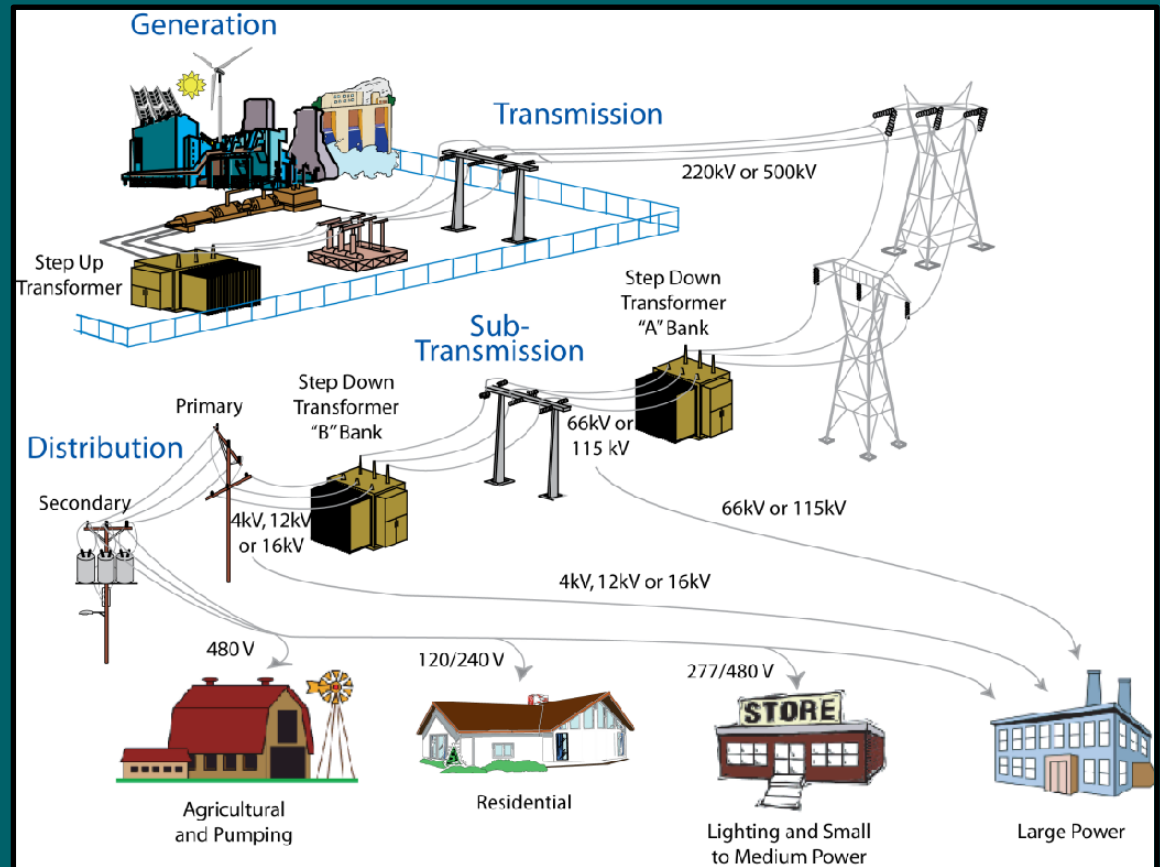 Generation
Transmission
220kV or 500kV
Step Up
Transformer
Step Down
Transformer
"A" Bank
Sub-
Transmission
Step Down
Transformer
"B" Bank
66kV or
115 kV
Primary
Distribution
Secondary
4kV, 12kV
or 16kV
66kV or 115kV
4kV, 12kV or 16kV
480 V
120/240 V
277/480 V
STORE
Agricultural
and Pumping
Residential
Lighting and Small
to Medium Power
Large Power